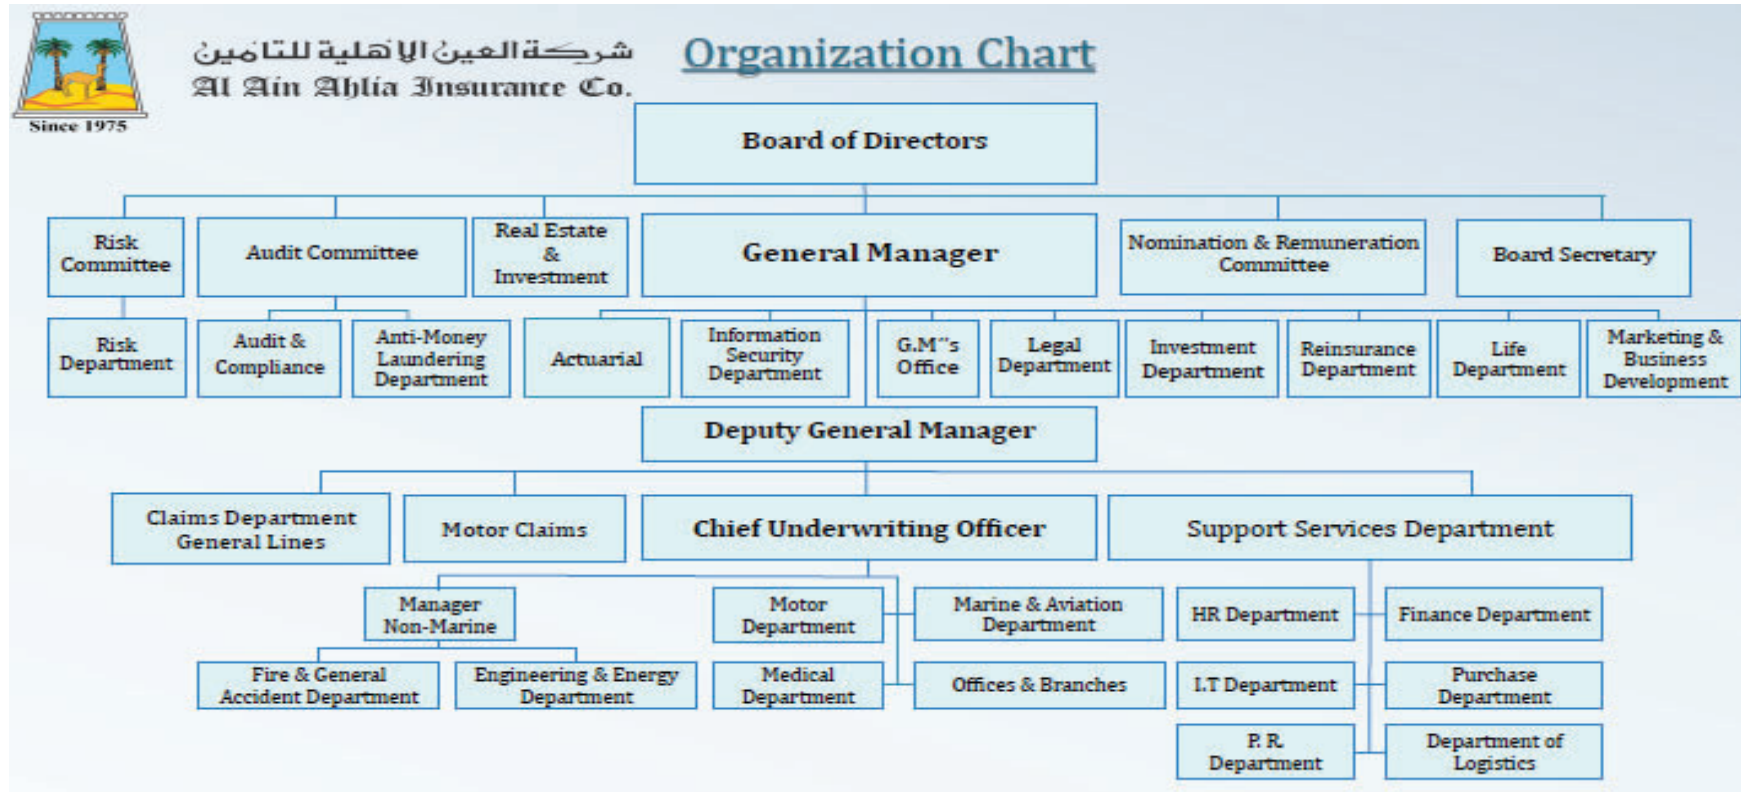 شركة العين الاهلية للتامين
Organization Chart
Al Ain Ahlia Insurance Co.
Since 1975
Board of Directors
Risk
Committee
Audit Committee
Real Estate
&
Investment
General Manager
Nomination & Remuneration
Committee
Board Secretary
Risk
Department
Audit &
Compliance
Anti-Money
Laundering
Department
Actuarial
Information
Security
Department
G.M"s
Office
Legal
Department
Investment
Department
Reinsurance
Department
Life
Department
Marketing &
Business
Development
Deputy General Manager
Claims Department
General Lines
Motor Claims
Chief Underwriting Officer
Support Services Department
Manager
Non-Marine
Motor
Department
Marine & Aviation
Department
HR Department
Finance Department
Fire & General
Accident Department
Engineering & Energy
Department
Medical
Department
Offices & Branches
I.T Department
Purchase
Department
P. R.
Department
Department of
Logistics